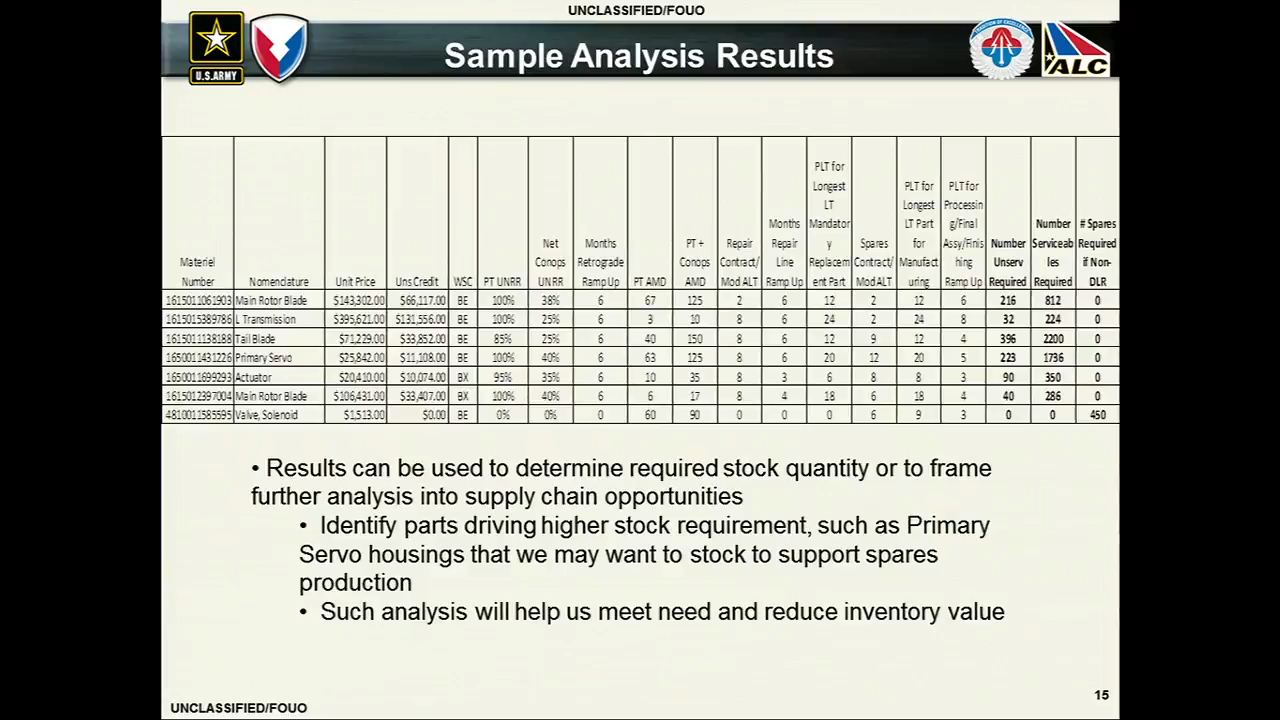 UNCLASSIFIED/FOUO
U.S.ARMY
Sample Analysis Results
TRADITION OF EXCELLENCE
ALC
Materiel Number | Nomenclature | Unit Price | Uns Credit | WSC | PT UNRR | Net Conops UNRR | Months Retrograde Ramp Up | PT AMD | PT + Conops AMD | Repair Contract/ Mod ALT | Months Repair Line Ramp Up | PLT for Longest LT Mandator y Replacem ent Part | Spares Contract/ Mod ALT | PLT for Longest LT Part for Manufact uring | PLT for Processin g/Final Assy/Finis hing Ramp Up | Number Unserv Required | Number Serviceab les Required | # Spares Required if Non-DLR
1615011061903 Main Rotor Blade $143,302.00 $66,117.00 BE 100% 38% 6 67 125 2 6 12 2 12 6 216 812 0
1615015389786 L Transmission $395,621.00 $131,556.00 BE 100% 25% 6 3 10 8 6 24 2 24 8 32 224 0
1615011138188 Tail Blade $71,229.00 $33,852.00 BE 85% 25% 6 40 150 8 6 12 9 12 4 396 2200 0
1650011431226 Primary Servo $25,842.00 $11,108.00 BE 100% 40% 6 63 125 8 6 20 12 20 5 223 1736 0
1650011699293 Actuator $20,410.00 $10,074.00 BX 95% 35% 6 10 35 8 3 6 8 8 3 90 350 0
1615012397004 Main Rotor Blade $106,431.00 $33,407.00 BX 100% 40% 6 6 17 8 4 18 6 18 4 40 286 0
4810011585595 Valve, Solenoid $1,513.00 $0.00 BE 0% 0% 0 60 90 0 0 0 6 9 3 0 0 450
• Results can be used to determine required stock quantity or to frame
further analysis into supply chain opportunities
• Identify parts driving higher stock requirement, such as Primary
Servo housings that we may want to stock to support spares
production
• Such analysis will help us meet need and reduce inventory value
15
UNCLASSIFIED/FOUO